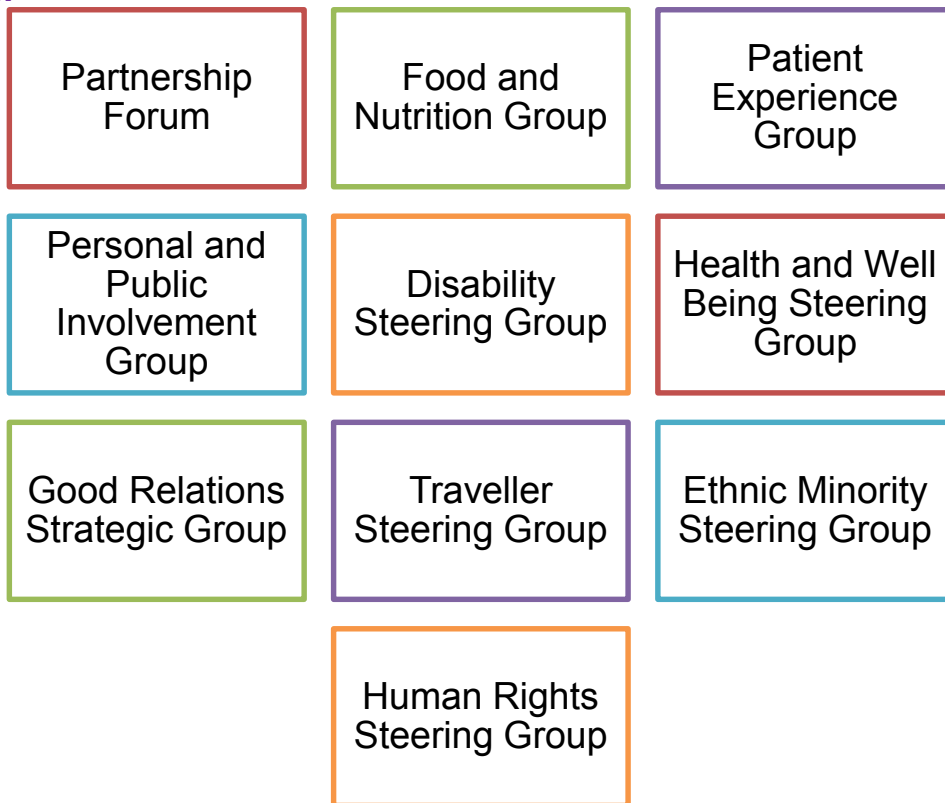 Partnership
Forum
Food and
Nutrition Group
Patient
Experience
Group
Personal and
Public
Involvement
Group
Disability
Steering Group
Health and Well
Being Steering
Group
Good Relations
Strategic Group
Traveller
Steering Group
Ethnic Minority
Steering Group
Human Rights
Steering Group